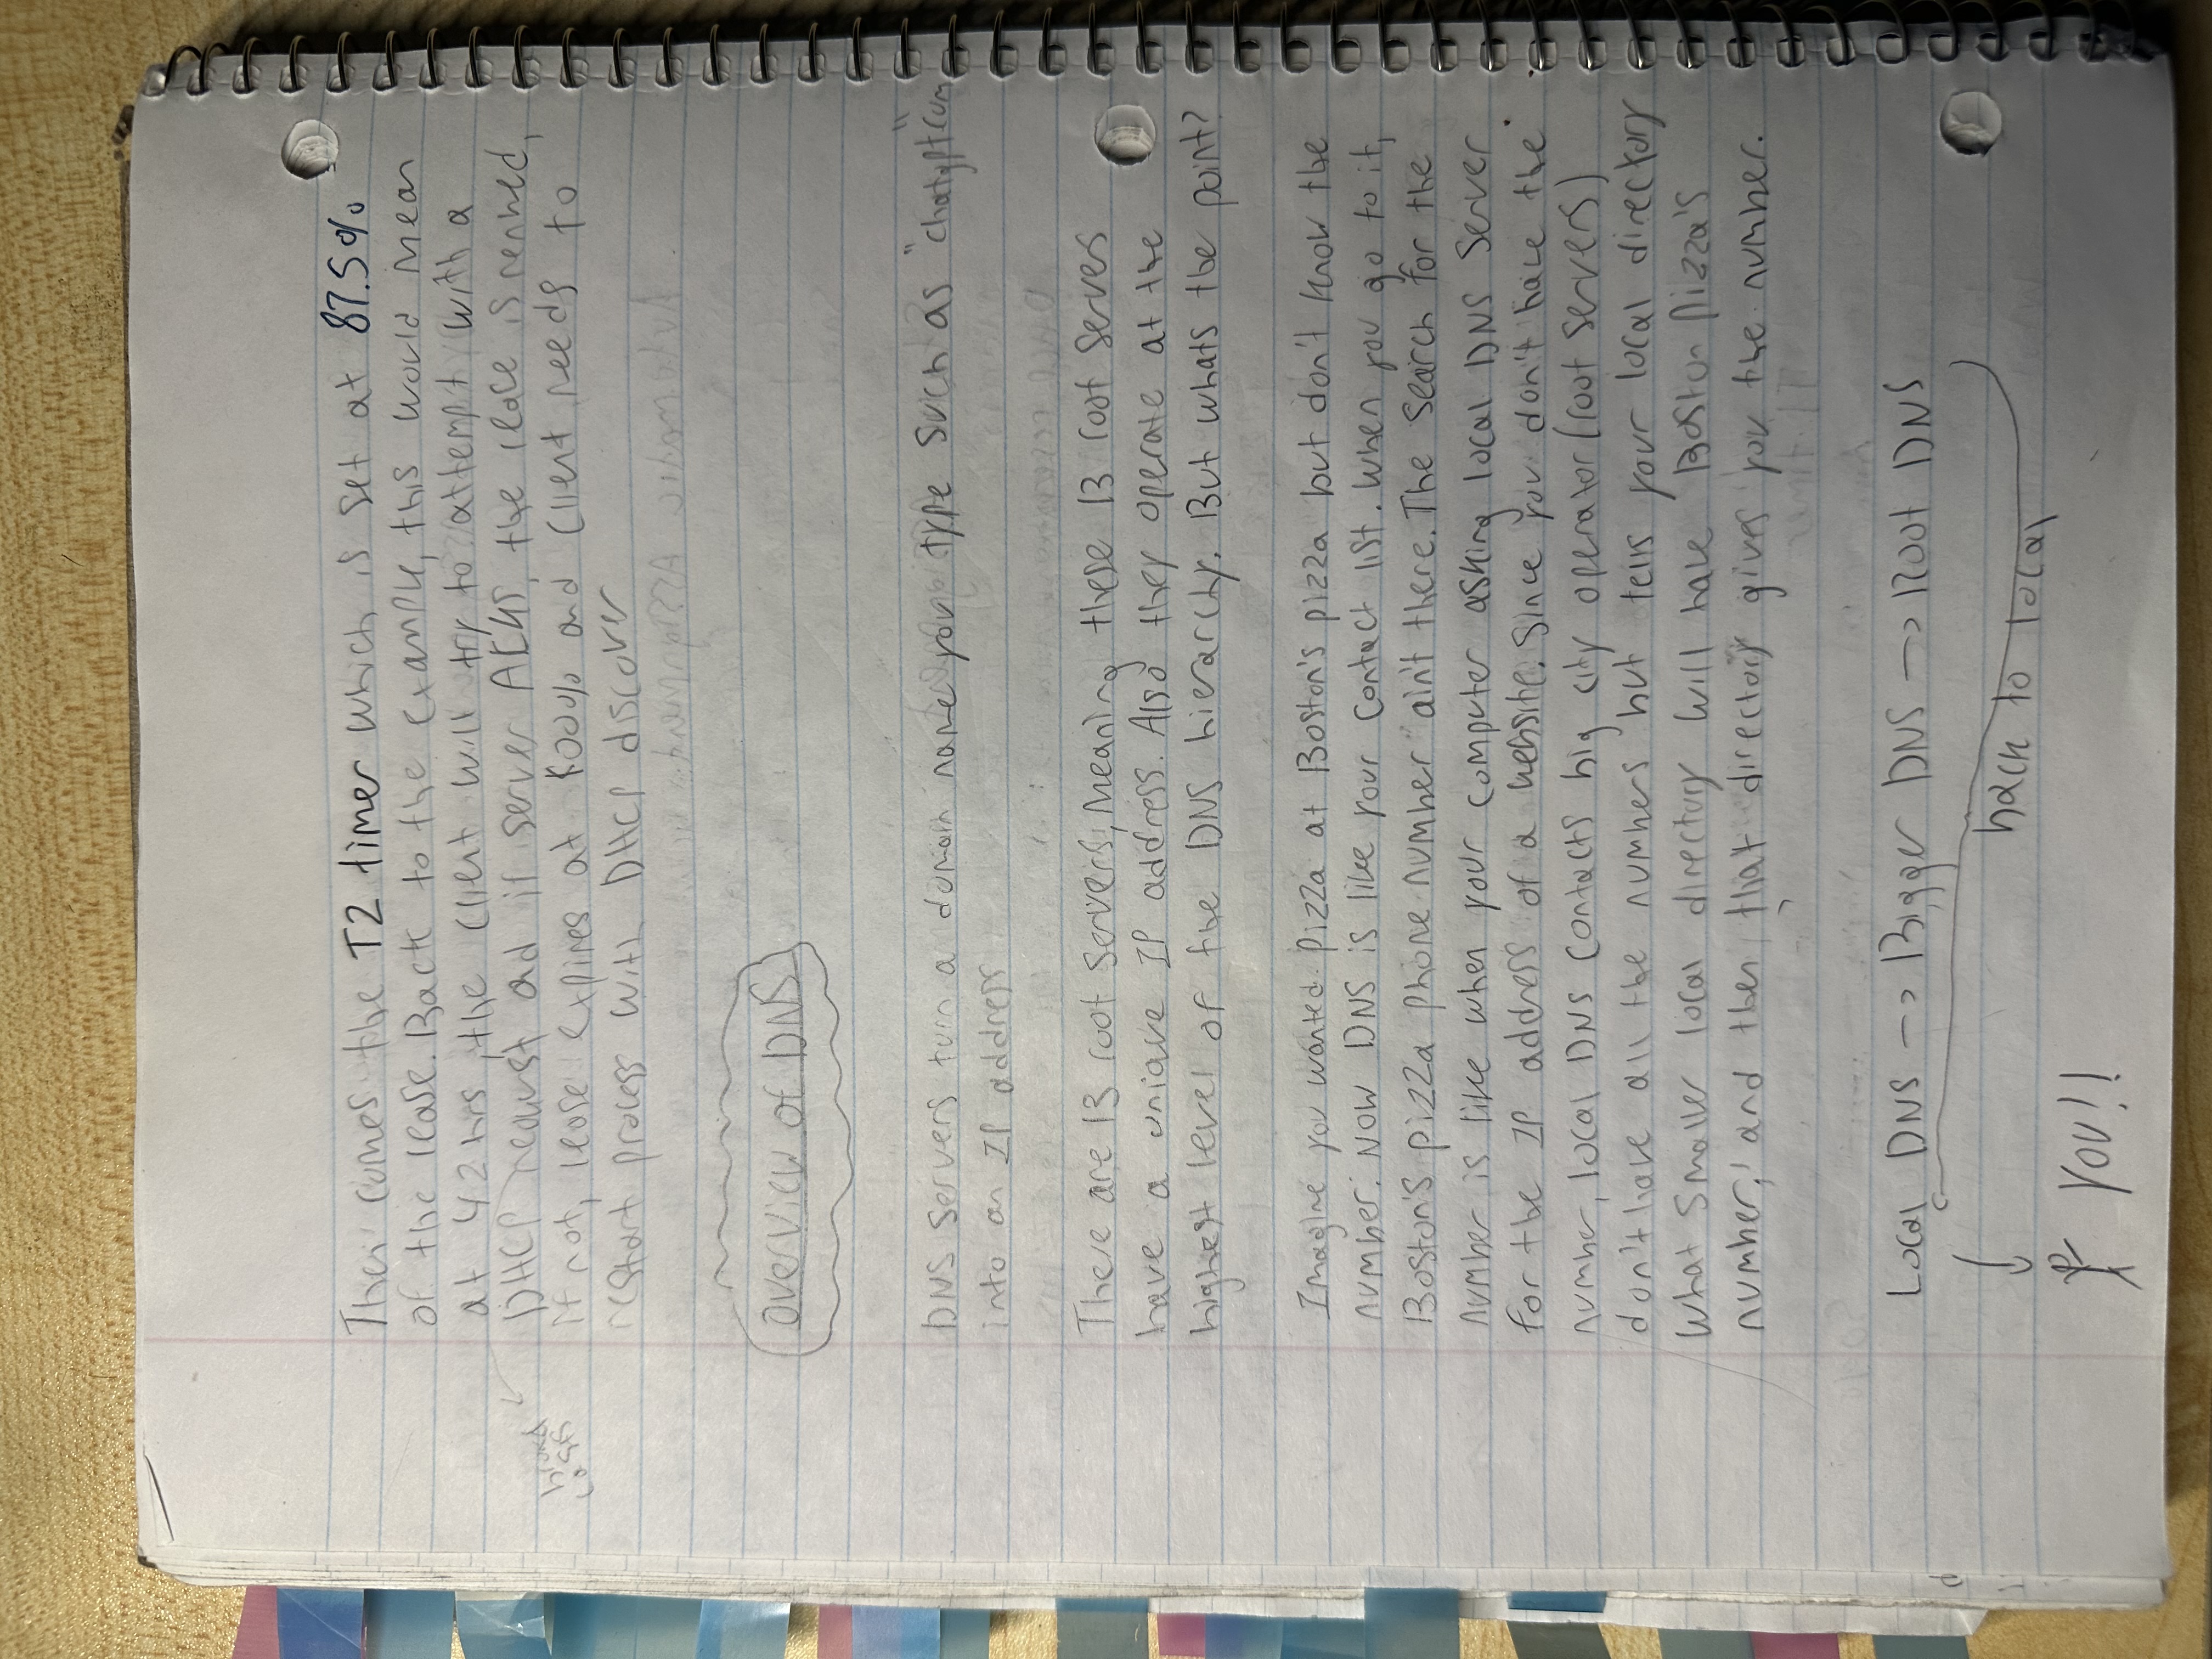 Then comes the T2 timer which is set at 87.5%
of the lease. Back to the example, this would mean
at 42 hrs, the client will try to attempt with a
DHCP request and if server ACKS, the lease is renwed,
broad
casts
if not, lease expires at 100% and client needs to
restart process with DHCP discover
Overview of DNS
DNS servers turn a domain name you type such as "chatgpt.com"
into an IP address
There are 13 root servers, meaning these 13 root servers
have a unique IP address. Also they operate at the
highest level of the DNS hierarchy. But whats the point?
Imagine you wanted pizza at Boston's pizza but don't know the
number. Now DNS is like your contact list. When you go to it,
Boston's pizza phone number ain't there. The search for the
number is like when your computer asking local DNS server
for the IP address of a website. Since you don't have the
number, local DNS contacts big city operator (root servers)
don't have all the numbers but tells your local directory
what smaller local directory will have Boston Pizza's
number, and then that directory gives you the number.
Local DNS -> Bigger DNS -> Root DNS
back to local
YOU!!